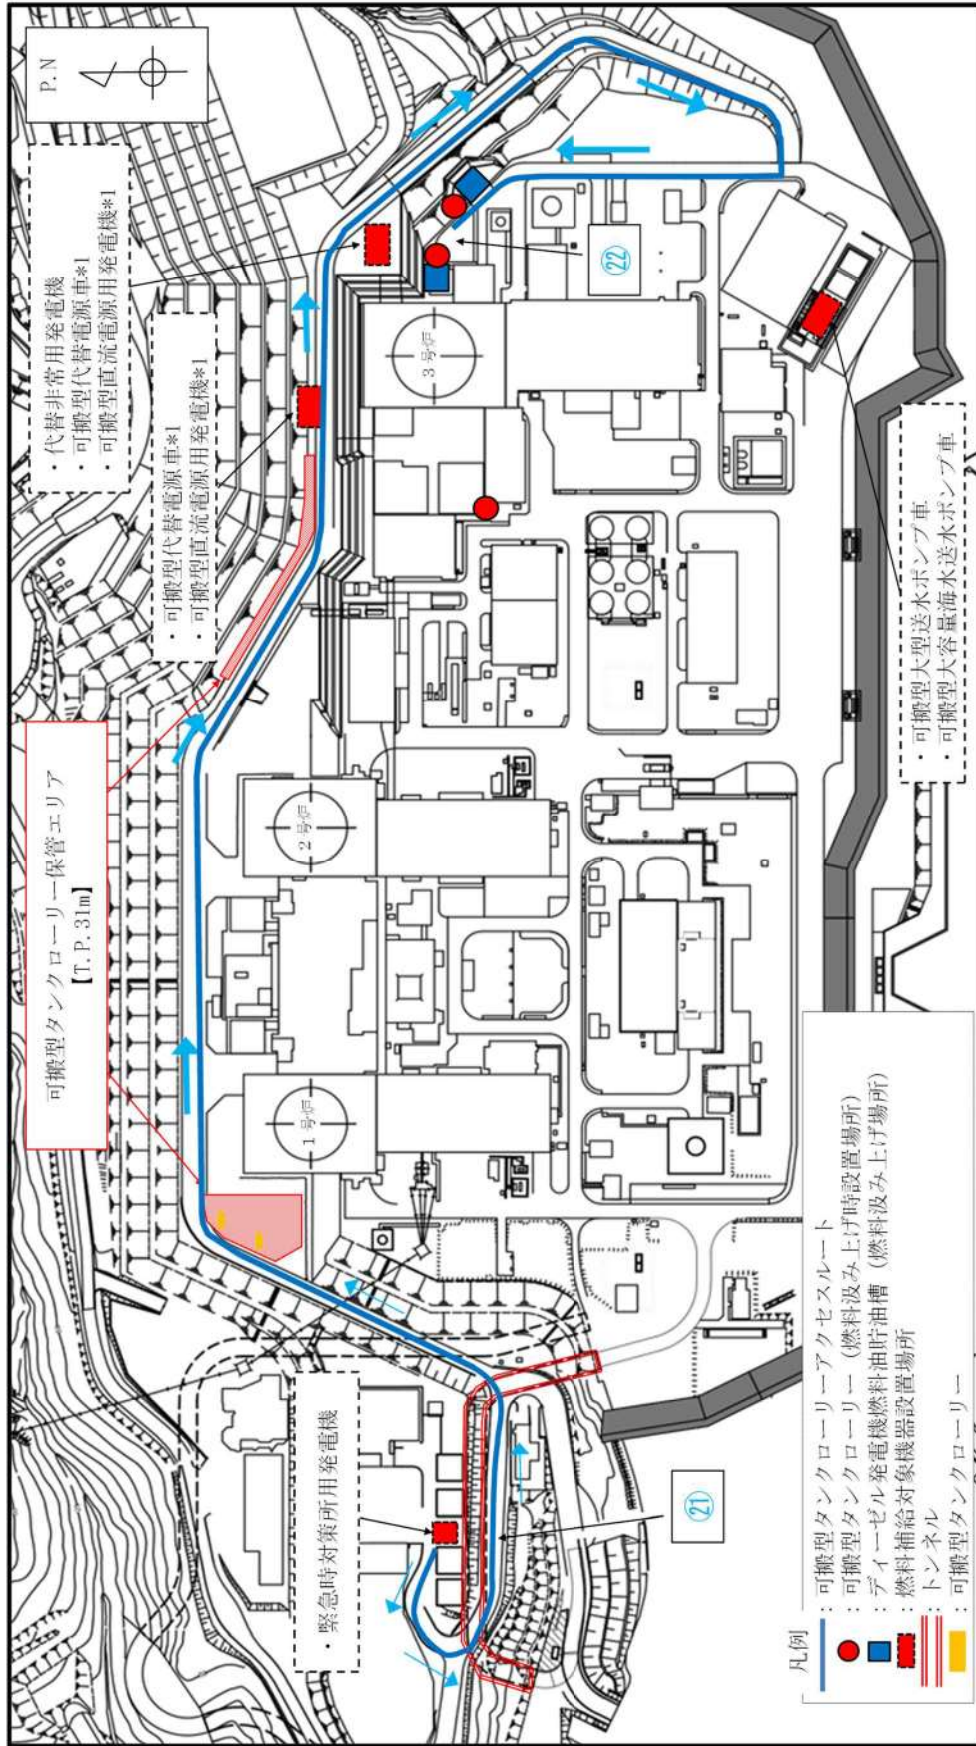 P.N
・代替非常用発電機
・可搬型代替電源車*1
・可搬型直流電源用発電機*1
・可搬型代替電源車*1
・可搬型直流電源用発電機*1
可搬型タンクローリー保管エリア
【T.P.31m】
・緊急時対策所用発電機
1号炉
2号炉
3号炉
㉑
㉒
・可搬型大型送水ポンプ車
・可搬型大容量海水送水ポンプ車
凡例
：可搬型タンクローリーアクセスルート
：可搬型タンクローリー（燃料汲み上げ時設置場所）
：ディーゼル発電機燃料油貯油槽（燃料汲み上げ場所）
：燃料補給対象機器設置場所
：トンネル
：可搬型タンクローリー